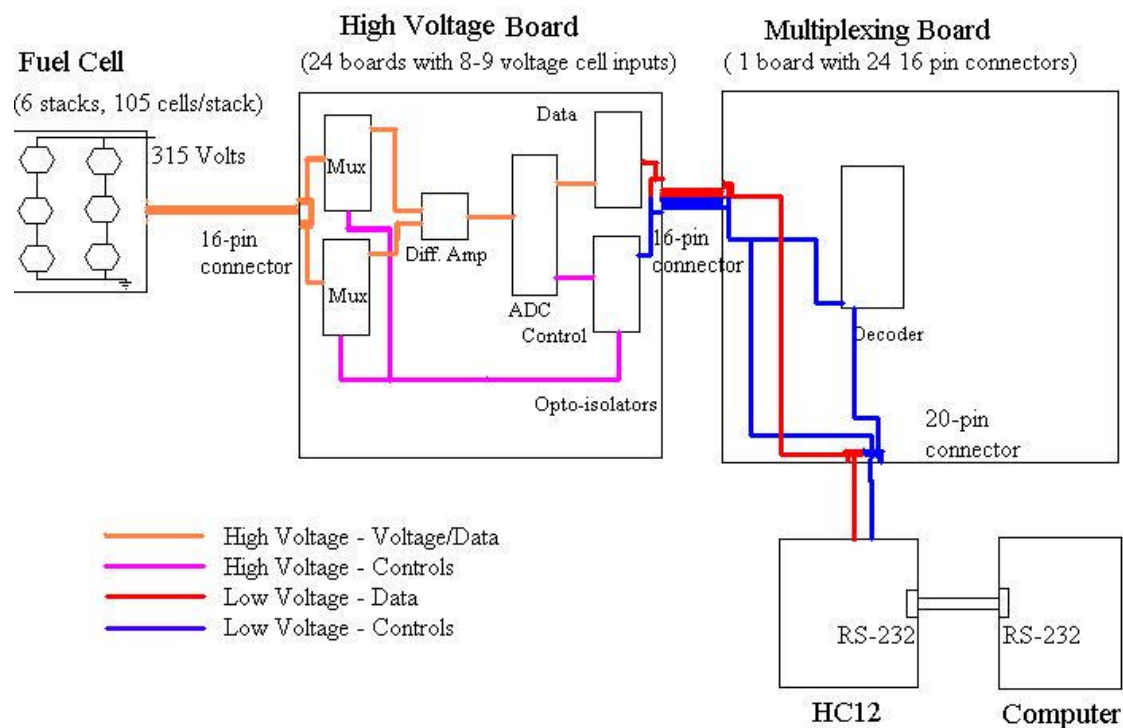 Fuel Cell
(6 stacks, 105 cells/stack)
315 Volts
16-pin
connector
High Voltage Board
(24 boards with 8-9 voltage cell inputs)
Mux
Mux
Diff. Amp
ADC
Data
Control
Opto-isolators
16-pin
connector
Multiplexing Board
( 1 board with 24 16 pin connectors)
Decoder
20-pin
connector
High Voltage - Voltage/Data
High Voltage - Controls
Low Voltage - Data
Low Voltage - Controls
RS-232
RS-232
HC12
Computer